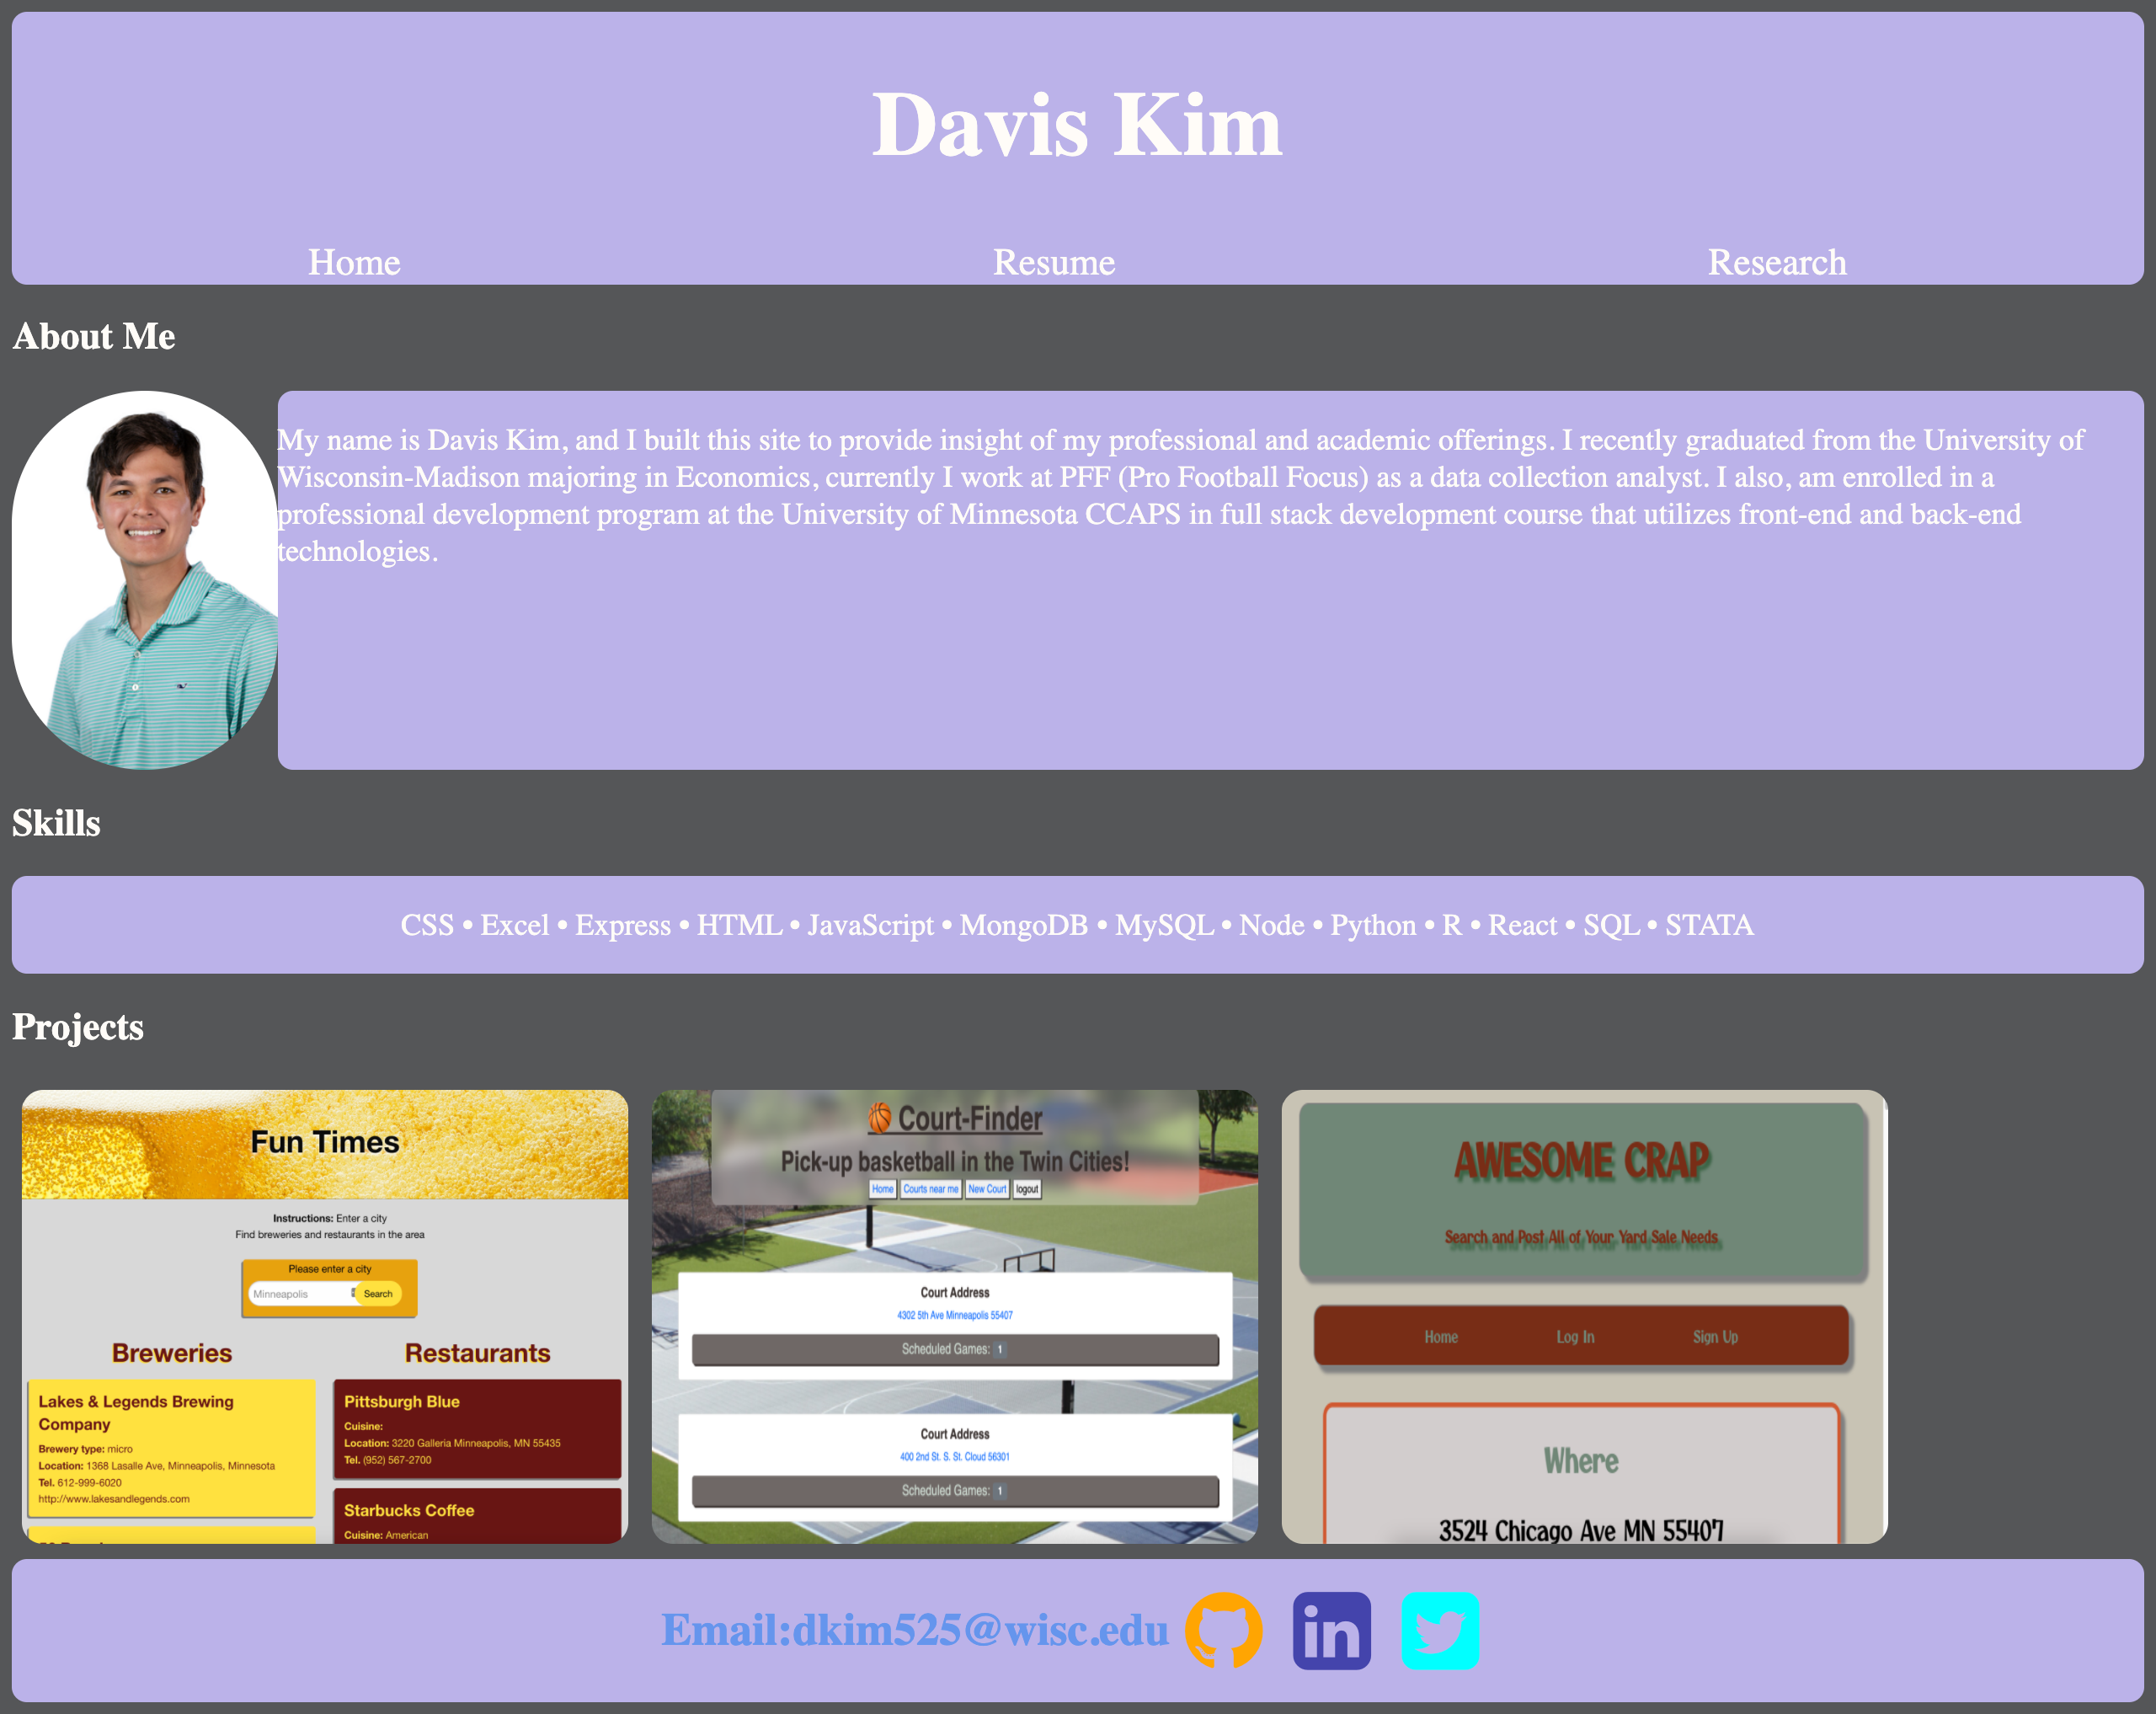 Davis Kim
Home Resume Research
About Me
My name is Davis Kim, and I built this site to provide insight of my professional and academic offerings. I recently graduated from the University of
Wisconsin-Madison majoring in Economics, currently I work at PFF (Pro Football Focus) as a data collection analyst. I also, am enrolled in a
professional development program at the University of Minnesota CCAPS in full stack development course that utilizes front-end and back-end
technologies.
Skills
CSS • Excel • Express • HTML • JavaScript • MongoDB • MySQL • Node • Python • R • React • SQL • STATA
Projects
Fun Times
Instructions: Enter a city
Find breweries and restaurants in the area
Please enter a city
Minneapolis Search
Breweries
Lakes & Legends Brewing
Company
Brewery type: micro
Location: 1368 Lasalle Ave, Minneapolis, Minnesota
Tel. 612-999-6020
http://www.lakesandlegends.com
Restaurants
Pittsburgh Blue
Cuisine:
Location: 3220 Galleria Minneapolis, MN 55435
Tel. (952) 567-2700
Starbucks Coffee
Cuisine: American
Court-Finder
Pick-up basketball in the Twin Cities!
Home Courts near me New Court logout
Court Address
4302 5th Ave Minneapolis 55407
Scheduled Games: 1
Court Address
400 2nd St. S. St. Cloud 56301
Scheduled Games: 1
AWESOME CRAP
Search and Post All of Your Yard Sale Needs
Home Log In Sign Up
Where
3524 Chicago Ave MN 55407
Email:dkim525@wisc.edu in